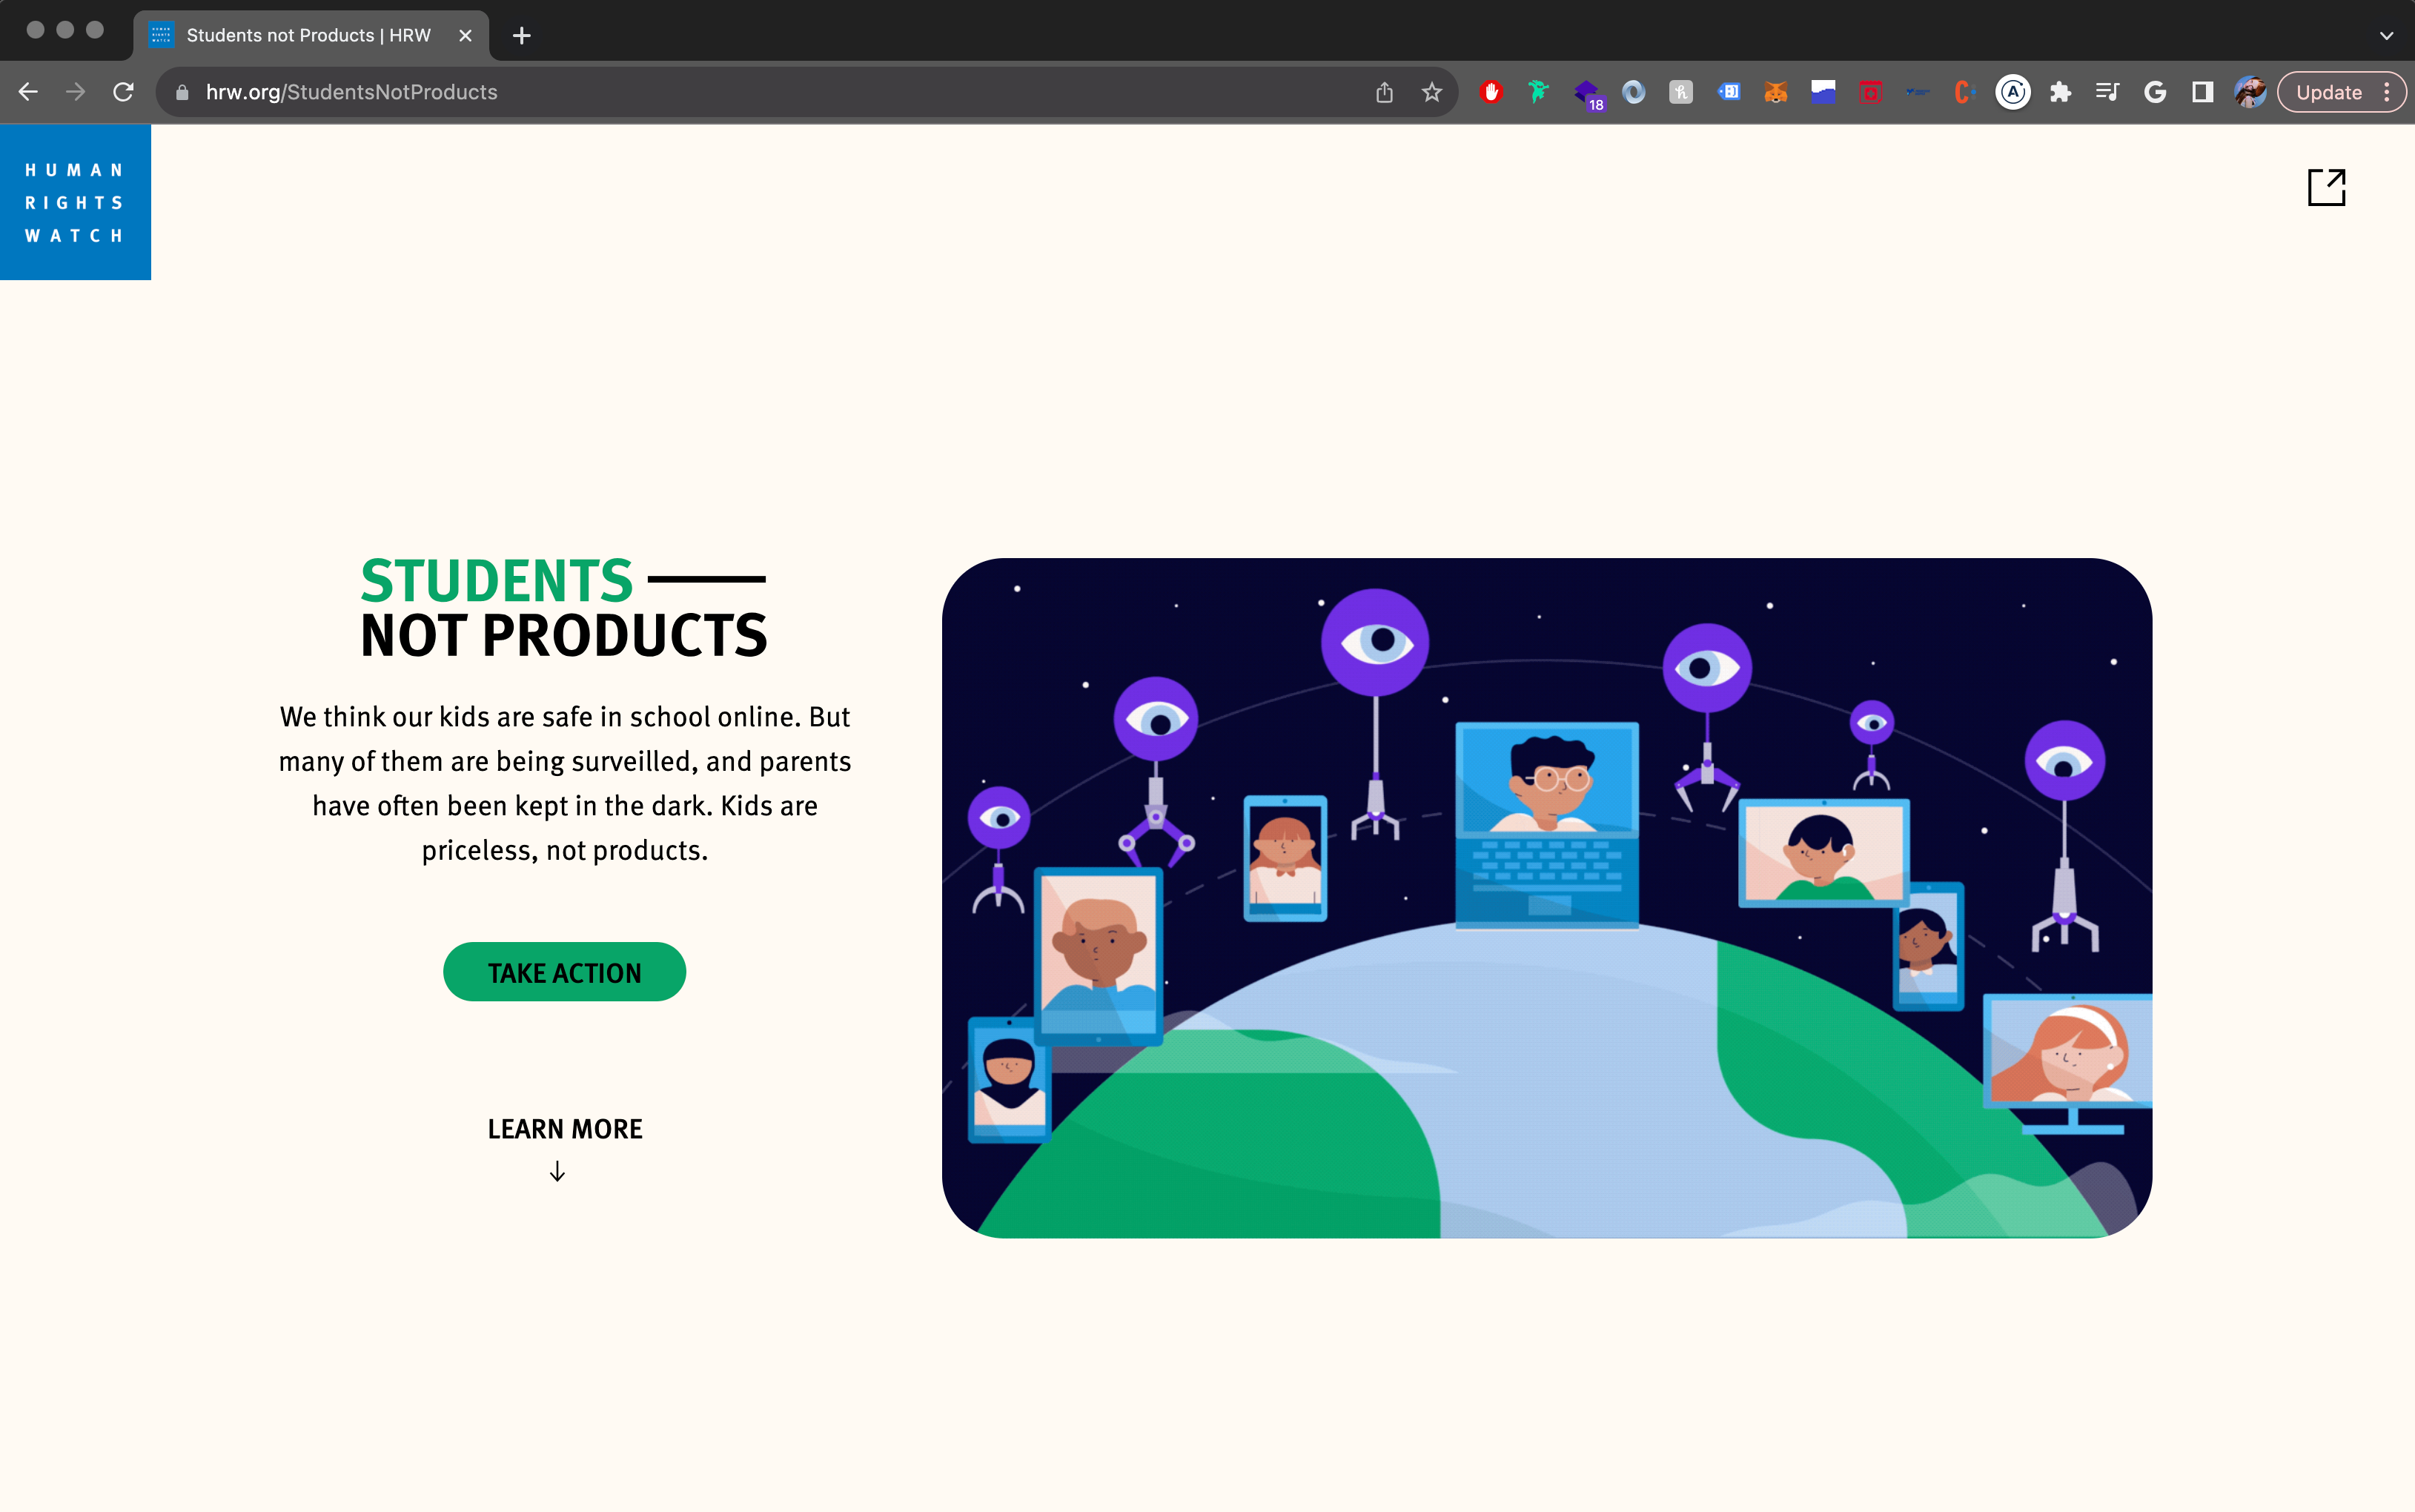 Students not Products | HRW
hrw.org/StudentsNotProducts
18
Update
HUMAN
RIGHTS
WATCH
STUDENTS
NOT PRODUCTS
We think our kids are safe in school online. But
many of them are being surveilled, and parents
have often been kept in the dark. Kids are
priceless, not products.
TAKE ACTION
LEARN MORE